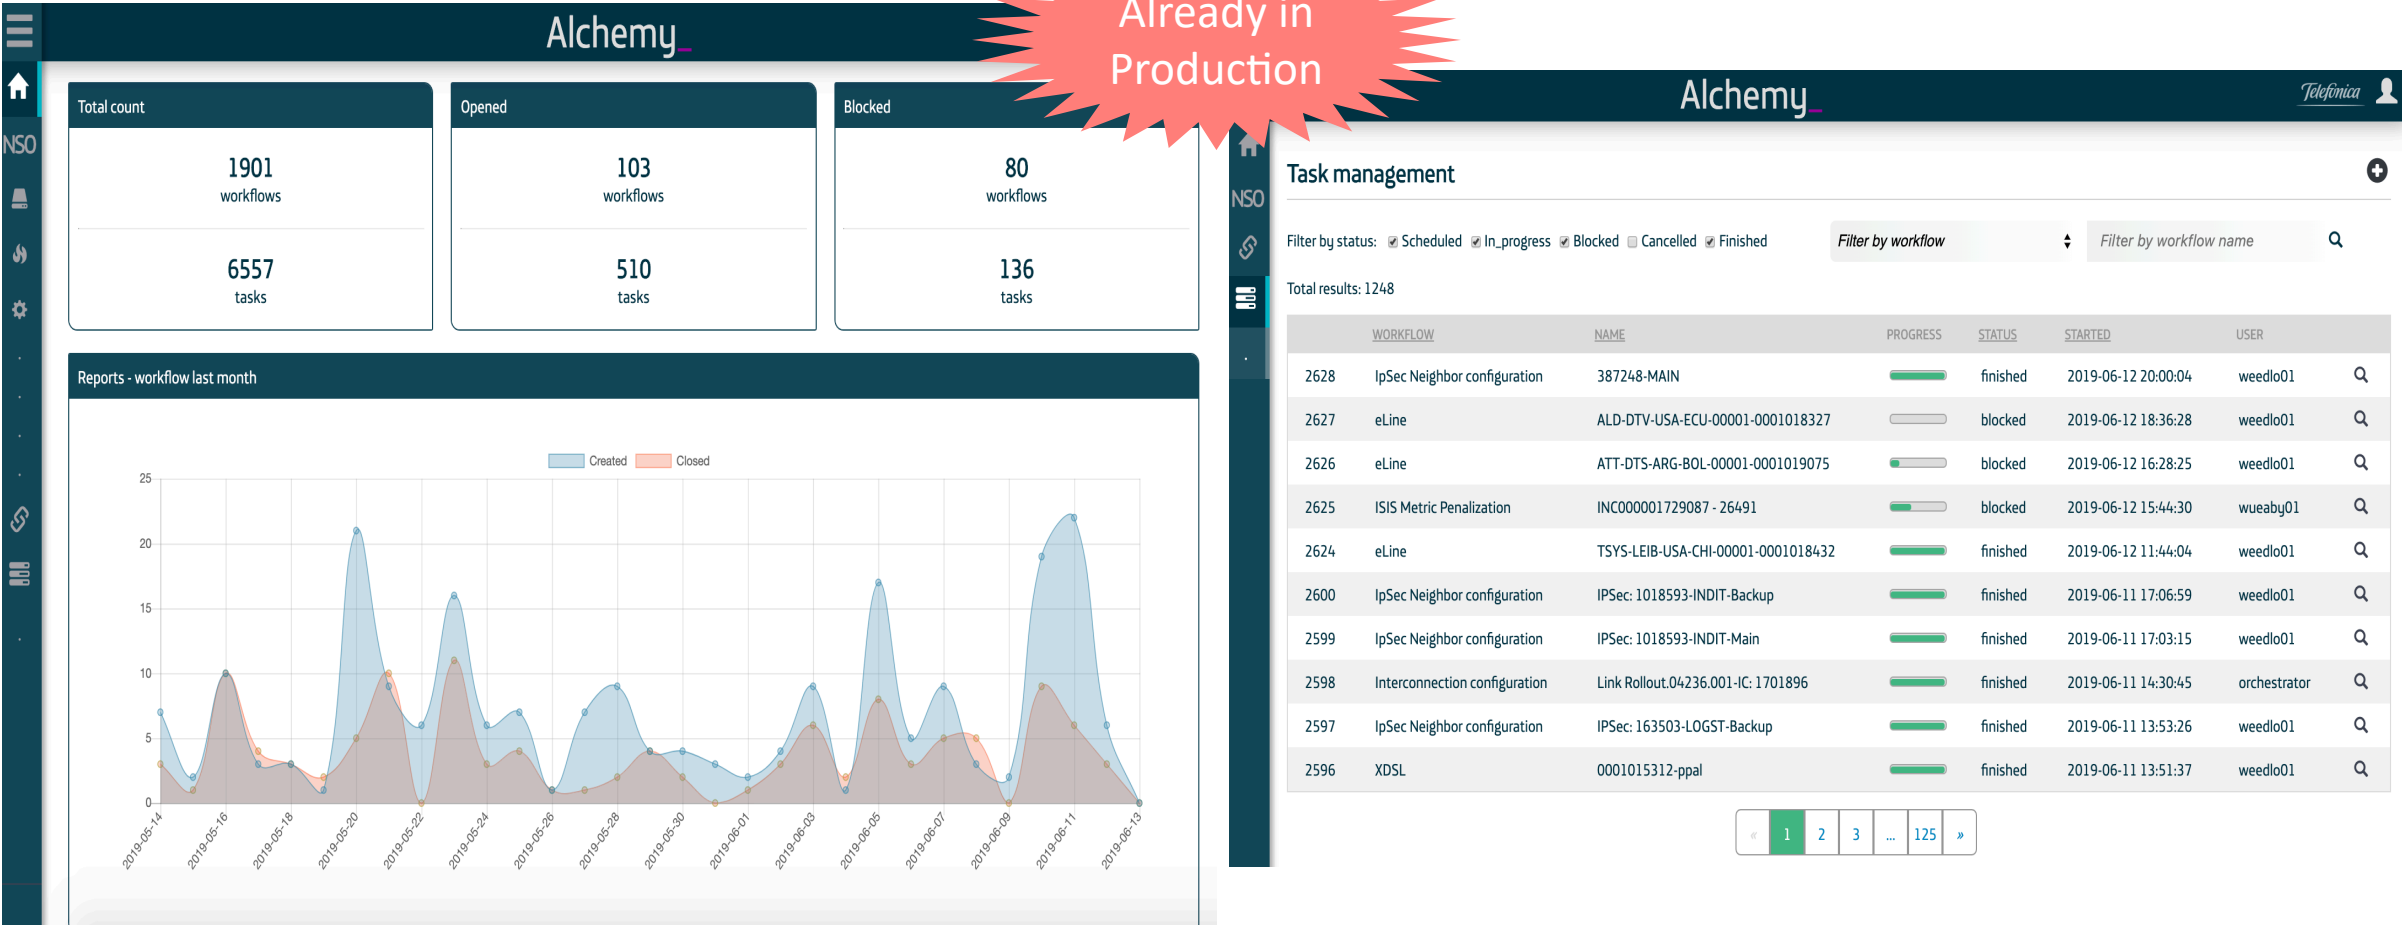 Alchemy_
Already in
Production
NSO
Total count
1901
workflows
6557
tasks
Opened
103
workflows
510
tasks
Blocked
80
workflows
136
tasks
Reports - workflow last month
Created
Closed
25
20
15
10
5
0
2019-05-14
2019-05-16
2019-05-18
2019-05-20
2019-05-22
2019-05-24
2019-05-26
2019-05-28
2019-05-30
2019-06-01
2019-06-03
2019-06-05
2019-06-07
2019-06-09
2019-06-11
2019-06-13
Alchemy_
Telefónica
NSO
Task management
Filter by status: Scheduled In_progress Blocked Cancelled Finished
Filter by workflow
Filter by workflow name
Total results: 1248
WORKFLOW NAME PROGRESS STATUS STARTED USER
2628 IpSec Neighbor configuration 387248-MAIN finished 2019-06-12 20:00:04 weedlo01
2627 eLine ALD-DTV-USA-ECU-00001-0001018327 blocked 2019-06-12 18:36:28 weedlo01
2626 eLine ATT-DTS-ARG-BOL-00001-0001019075 blocked 2019-06-12 16:28:25 weedlo01
2625 ISIS Metric Penalization INC000001729087 - 26491 blocked 2019-06-12 15:44:30 wueaby01
2624 eLine TSYS-LEIB-USA-CHI-00001-0001018432 finished 2019-06-12 11:44:04 weedlo01
2600 IpSec Neighbor configuration IPSec: 1018593-INDIT-Backup finished 2019-06-11 17:06:59 weedlo01
2599 IpSec Neighbor configuration IPSec: 1018593-INDIT-Main finished 2019-06-11 17:03:15 weedlo01
2598 Interconnection configuration Link Rollout.04236.001-IC: 1701896 finished 2019-06-11 14:30:45 orchestrator
2597 IpSec Neighbor configuration IPSec: 163503-LOGST-Backup finished 2019-06-11 13:53:26 weedlo01
2596 XDSL 0001015312-ppal finished 2019-06-11 13:51:37 weedlo01
« 1 2 3 ... 125 »